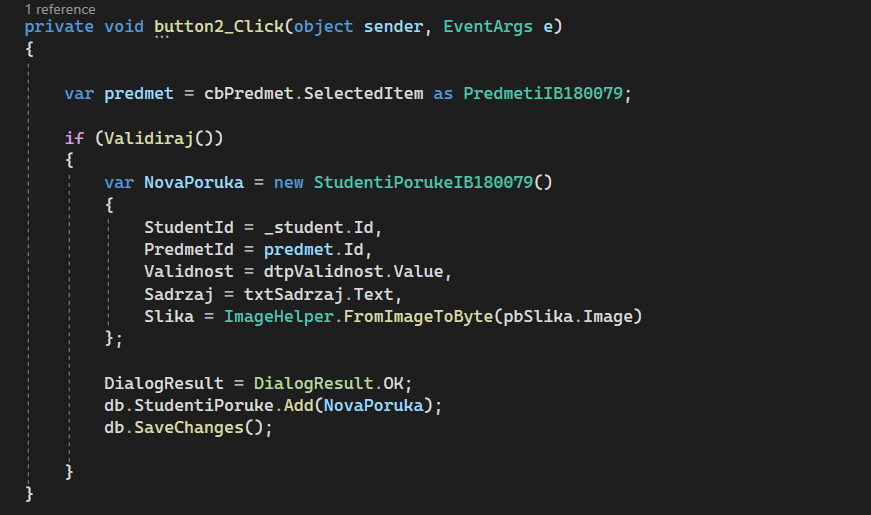 1 reference
private void button2_Click(object sender, EventArgs e)
{
var predmet = cbPredmet.SelectedItem as PredmetiIB180079;
if (Validiraj())
{
var NovaPoruka = new StudentiPorukeIB180079()
{
StudentId = _student.Id,
PredmetId = predmet.Id,
Validnost = dtpValidnost.Value,
Sadrzaj = txtSadrzaj.Text,
Slika = ImageHelper.FromImageToByte(pbSlika.Image)
};
DialogResult = DialogResult.OK;
db.StudentiPoruke.Add(NovaPoruka);
db.SaveChanges();
}
}